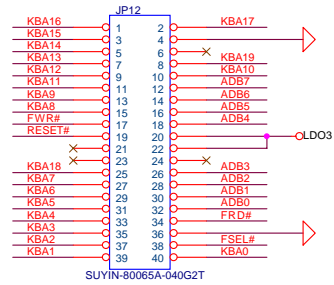 JP12
KBA16 1 2 KBA17
KBA15 3 4
KBA14 5 6
KBA13 7 8 KBA19
KBA12 9 10 KBA10
KBA11 11 12 ADB7
KBA9 13 14 ADB6
KBA8 15 16 ADB5
FWR# 17 18 ADB4
RESET# 19 20 LDO3
21 22
23 24
KBA18 25 26 ADB3
KBA7 27 28 ADB2
KBA6 29 30 ADB1
KBA5 31 32 ADB0
KBA4 33 34 FRD#
KBA3 35 36
KBA2 37 38 FSEL#
KBA1 39 40 KBA0
SUYIN-80065A-040G2T